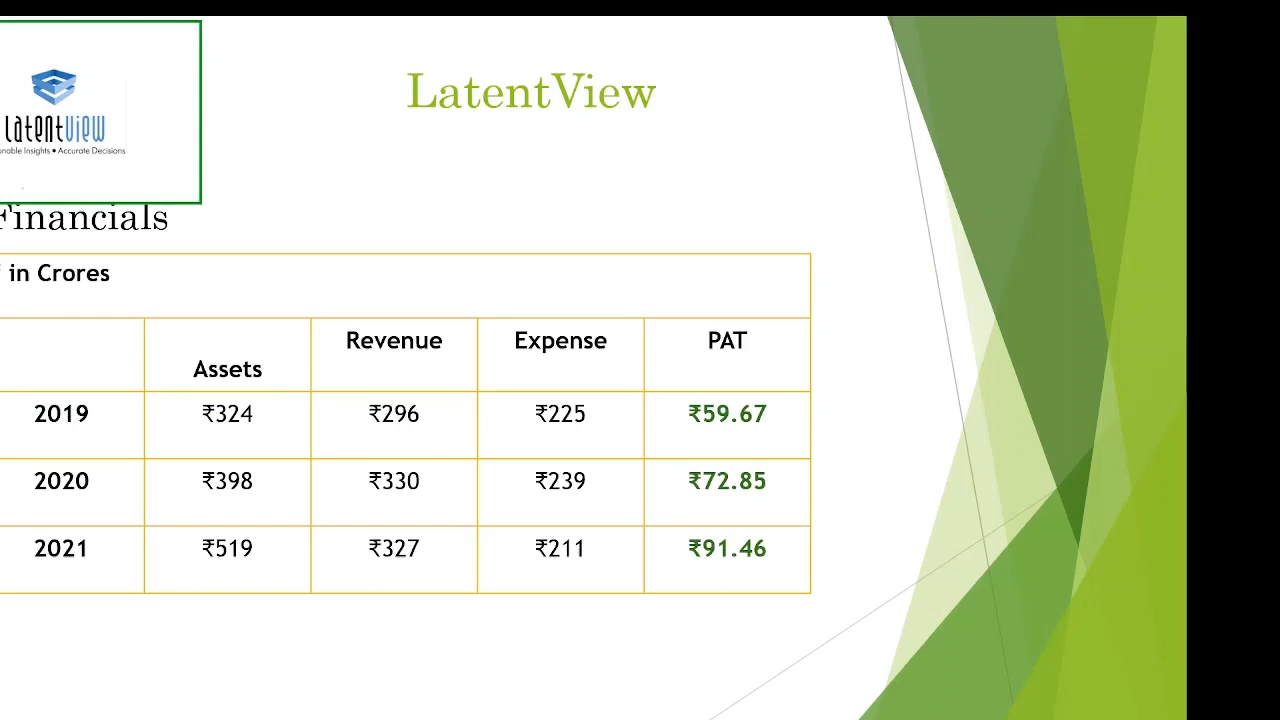 LatentView
latentview
onable Insights • Accurate Decisions
Financials
in Crores
Assets Revenue Expense PAT
2019 ₹324 ₹296 ₹225 ₹59.67
2020 ₹398 ₹330 ₹239 ₹72.85
2021 ₹519 ₹327 ₹211 ₹91.46